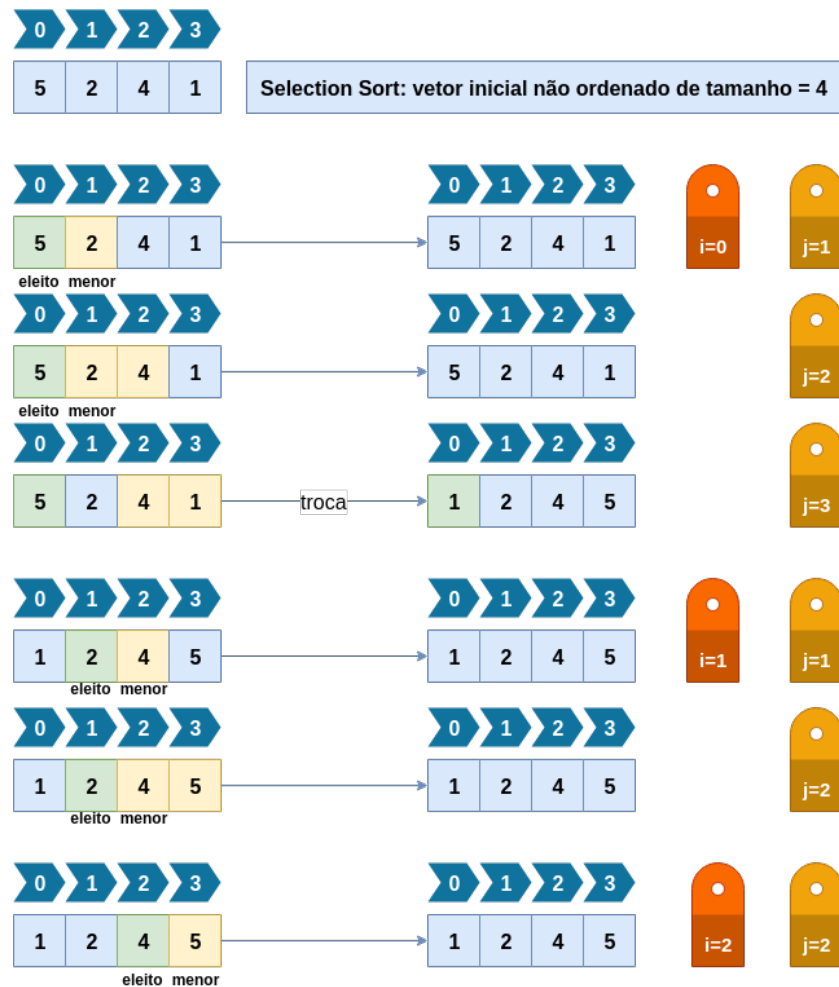 0 1 2 3
5 2 4 1 Selection Sort: vetor inicial não ordenado de tamanho = 4
0 1 2 3 0 1 2 3
5 2 4 1 5 2 4 1 i=0 j=1
eleito menor
0 1 2 3 0 1 2 3
5 2 4 1 5 2 4 1 j=2
eleito menor
0 1 2 3 0 1 2 3
5 2 4 1 troca 1 2 4 5 j=3
0 1 2 3 0 1 2 3
1 2 4 5 1 2 4 5 i=1 j=1
eleito menor
0 1 2 3 0 1 2 3
1 2 4 5 1 2 4 5 j=2
eleito menor
0 1 2 3 0 1 2 3
1 2 4 5 1 2 4 5 i=2 j=2
eleito menor